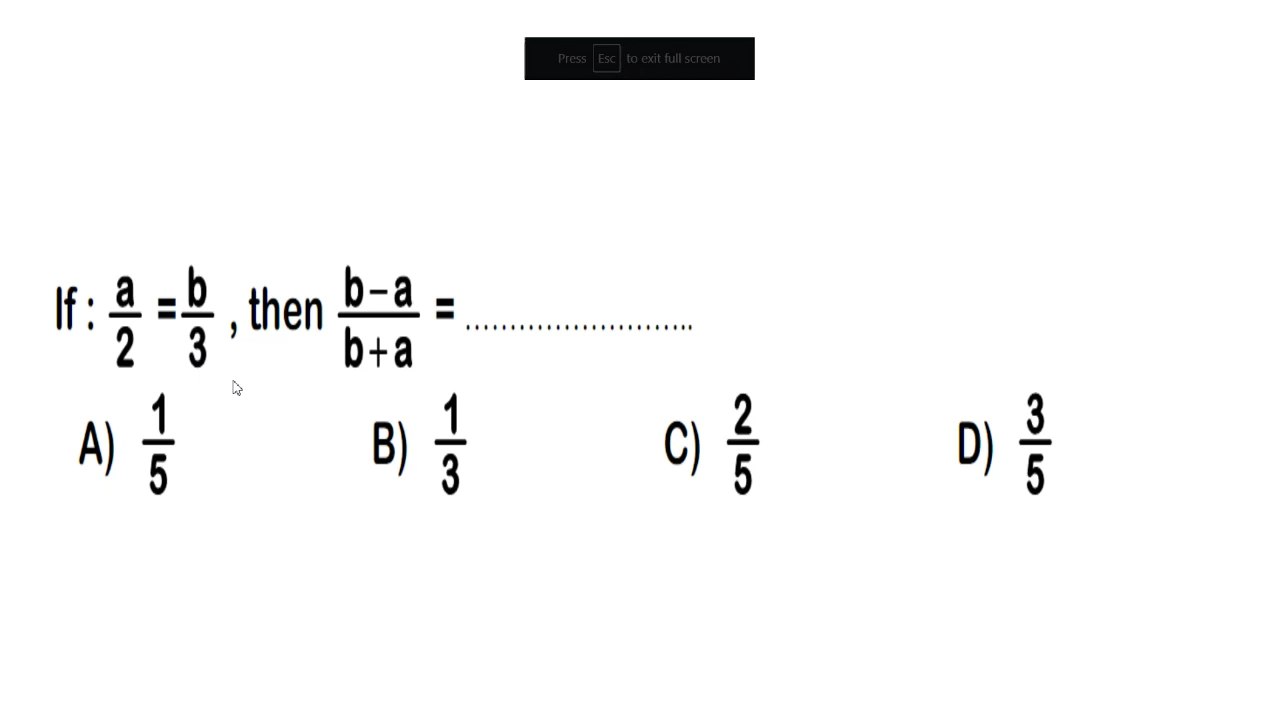 Press Esc to exit full screen
If : a/2 = b/3 , then b−a/b+a = ............................
A) 1/5 B) 1/3 C) 2/5 D) 3/5